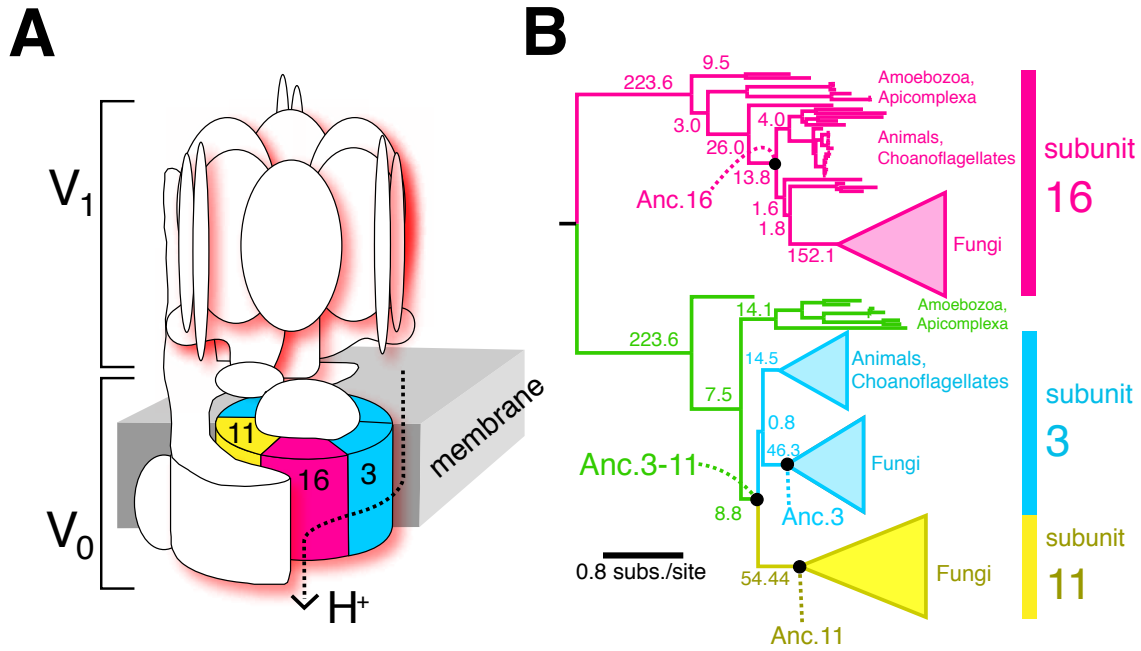 A
V1
V0
11
16
3
membrane
H+
B
223.6
9.5
3.0
26.0
4.0
13.8
1.6
1.8
152.1
Anc.16
Amoebozoa,
Apicomplexa
Animals,
Choanoflagellates
Fungi
subunit
16
223.6
14.1
7.5
14.5
0.8
46.3
8.8
54.44
Anc.3-11
Anc.3
Anc.11
Amoebozoa,
Apicomplexa
Animals,
Choanoflagellates
Fungi
Fungi
subunit
3
subunit
11
0.8 subs./site